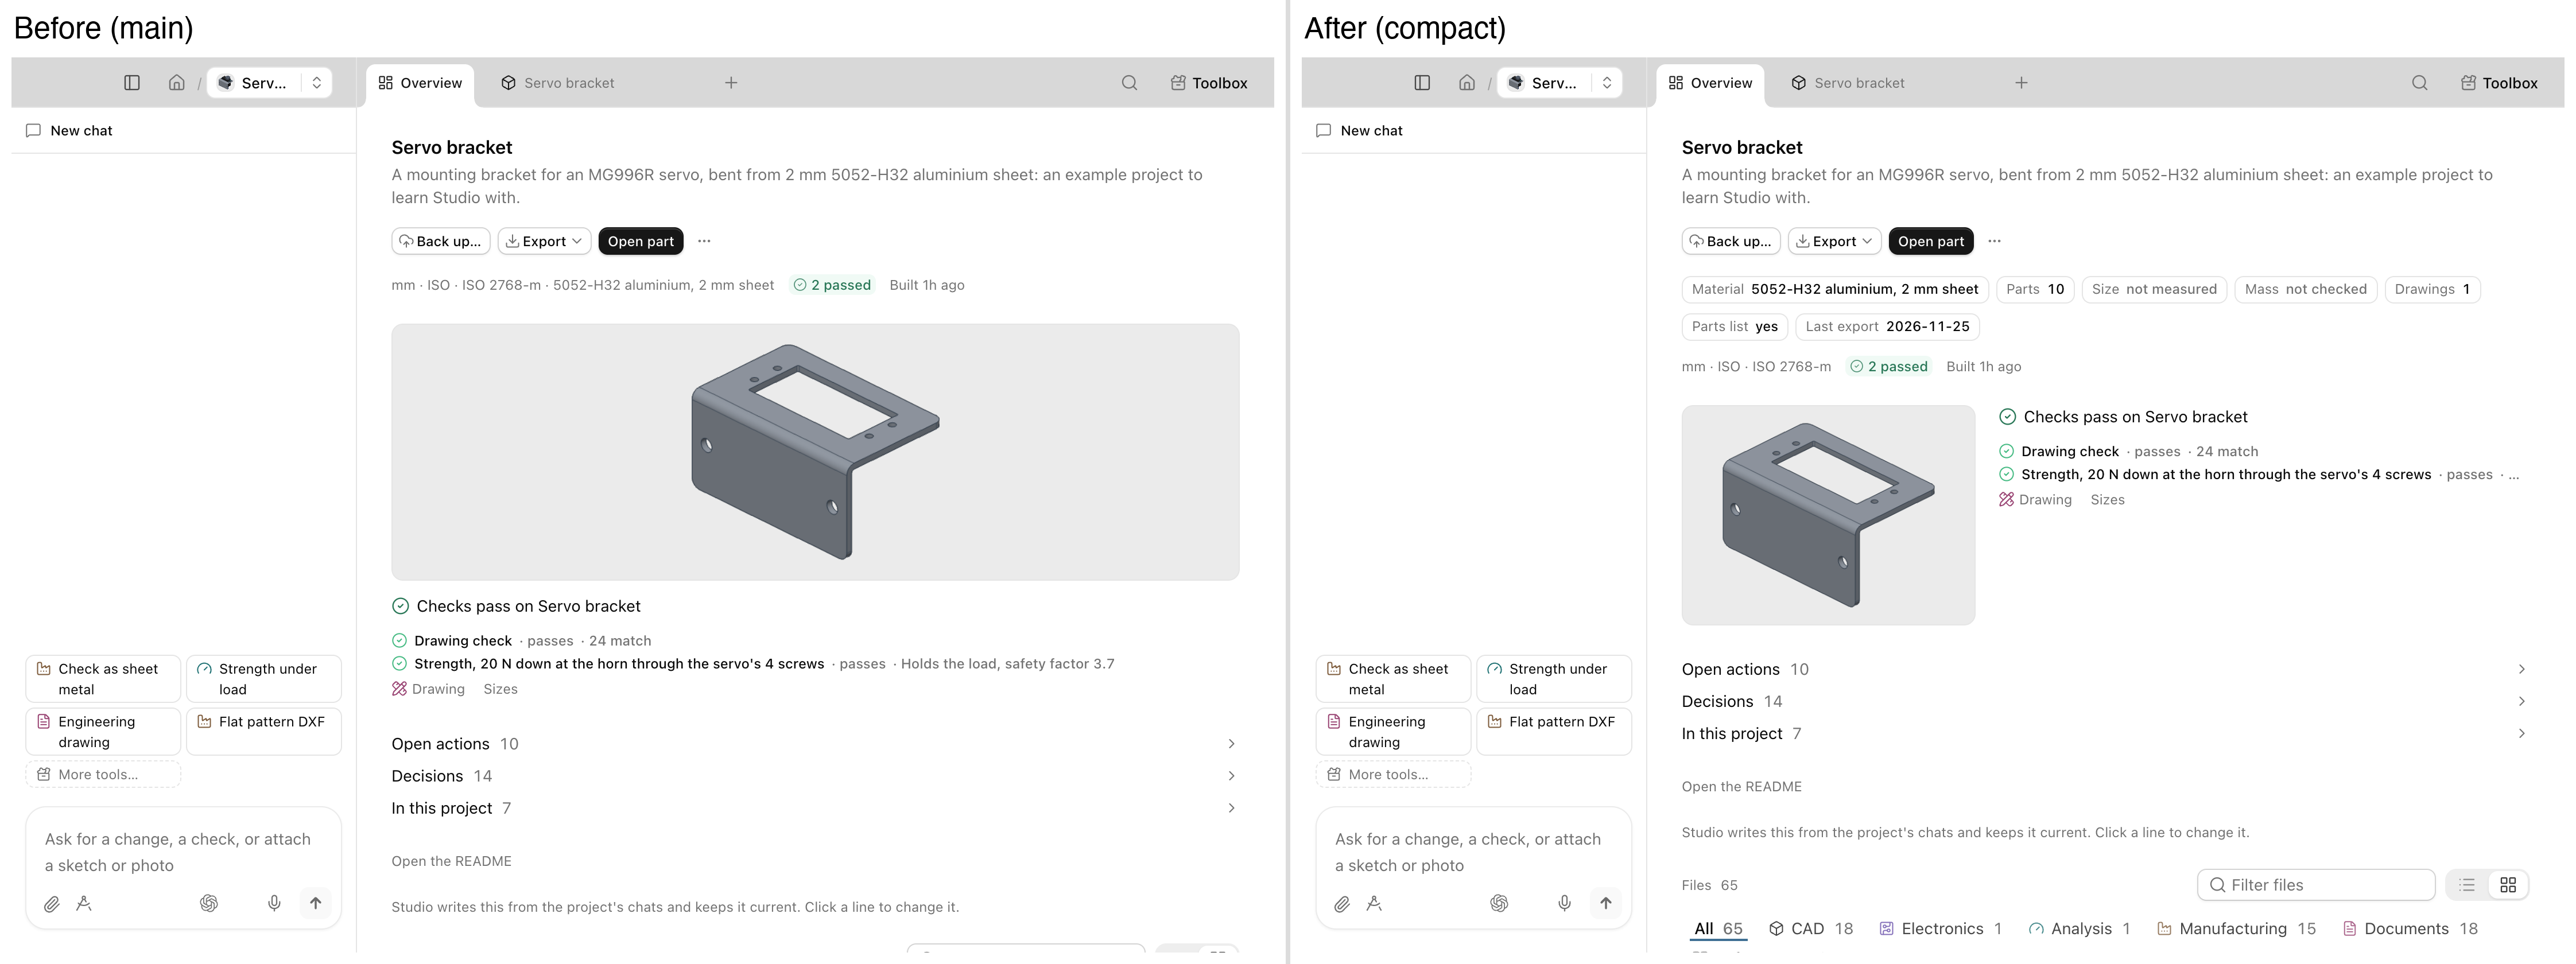 Before (main)
Serv...
Overview
Servo bracket
Toolbox
New chat
Servo bracket
A mounting bracket for an MG996R servo, bent from 2 mm 5052-H32 aluminium sheet: an example project to
learn Studio with.
Back up...
Export
Open part
mm · ISO · ISO 2768-m · 5052-H32 aluminium, 2 mm sheet
2 passed
Built 1h ago
Checks pass on Servo bracket
Drawing check · passes · 24 match
Strength, 20 N down at the horn through the servo's 4 screws · passes · Holds the load, safety factor 3.7
Drawing
Sizes
Open actions 10
Decisions 14
In this project 7
Open the README
Studio writes this from the project's chats and keeps it current. Click a line to change it.
Check as sheet
metal
Strength under
load
Engineering
drawing
Flat pattern DXF
More tools...
Ask for a change, a check, or attach
a sketch or photo
After (compact)
Serv...
Overview
Servo bracket
Toolbox
New chat
Servo bracket
A mounting bracket for an MG996R servo, bent from 2 mm 5052-H32 aluminium sheet: an example project to
learn Studio with.
Back up...
Export
Open part
Material 5052-H32 aluminium, 2 mm sheet
Parts 10
Size not measured
Mass not checked
Drawings 1
Parts list yes
Last export 2026-11-25
mm · ISO · ISO 2768-m
2 passed
Built 1h ago
Checks pass on Servo bracket
Drawing check · passes · 24 match
Strength, 20 N down at the horn through the servo's 4 screws · passes · ...
Drawing
Sizes
Open actions 10
Decisions 14
In this project 7
Open the README
Studio writes this from the project's chats and keeps it current. Click a line to change it.
Files 65
Filter files
All 65
CAD 18
Electronics 1
Analysis 1
Manufacturing 15
Documents 18
Check as sheet
metal
Strength under
load
Engineering
drawing
Flat pattern DXF
More tools...
Ask for a change, a check, or attach
a sketch or photo